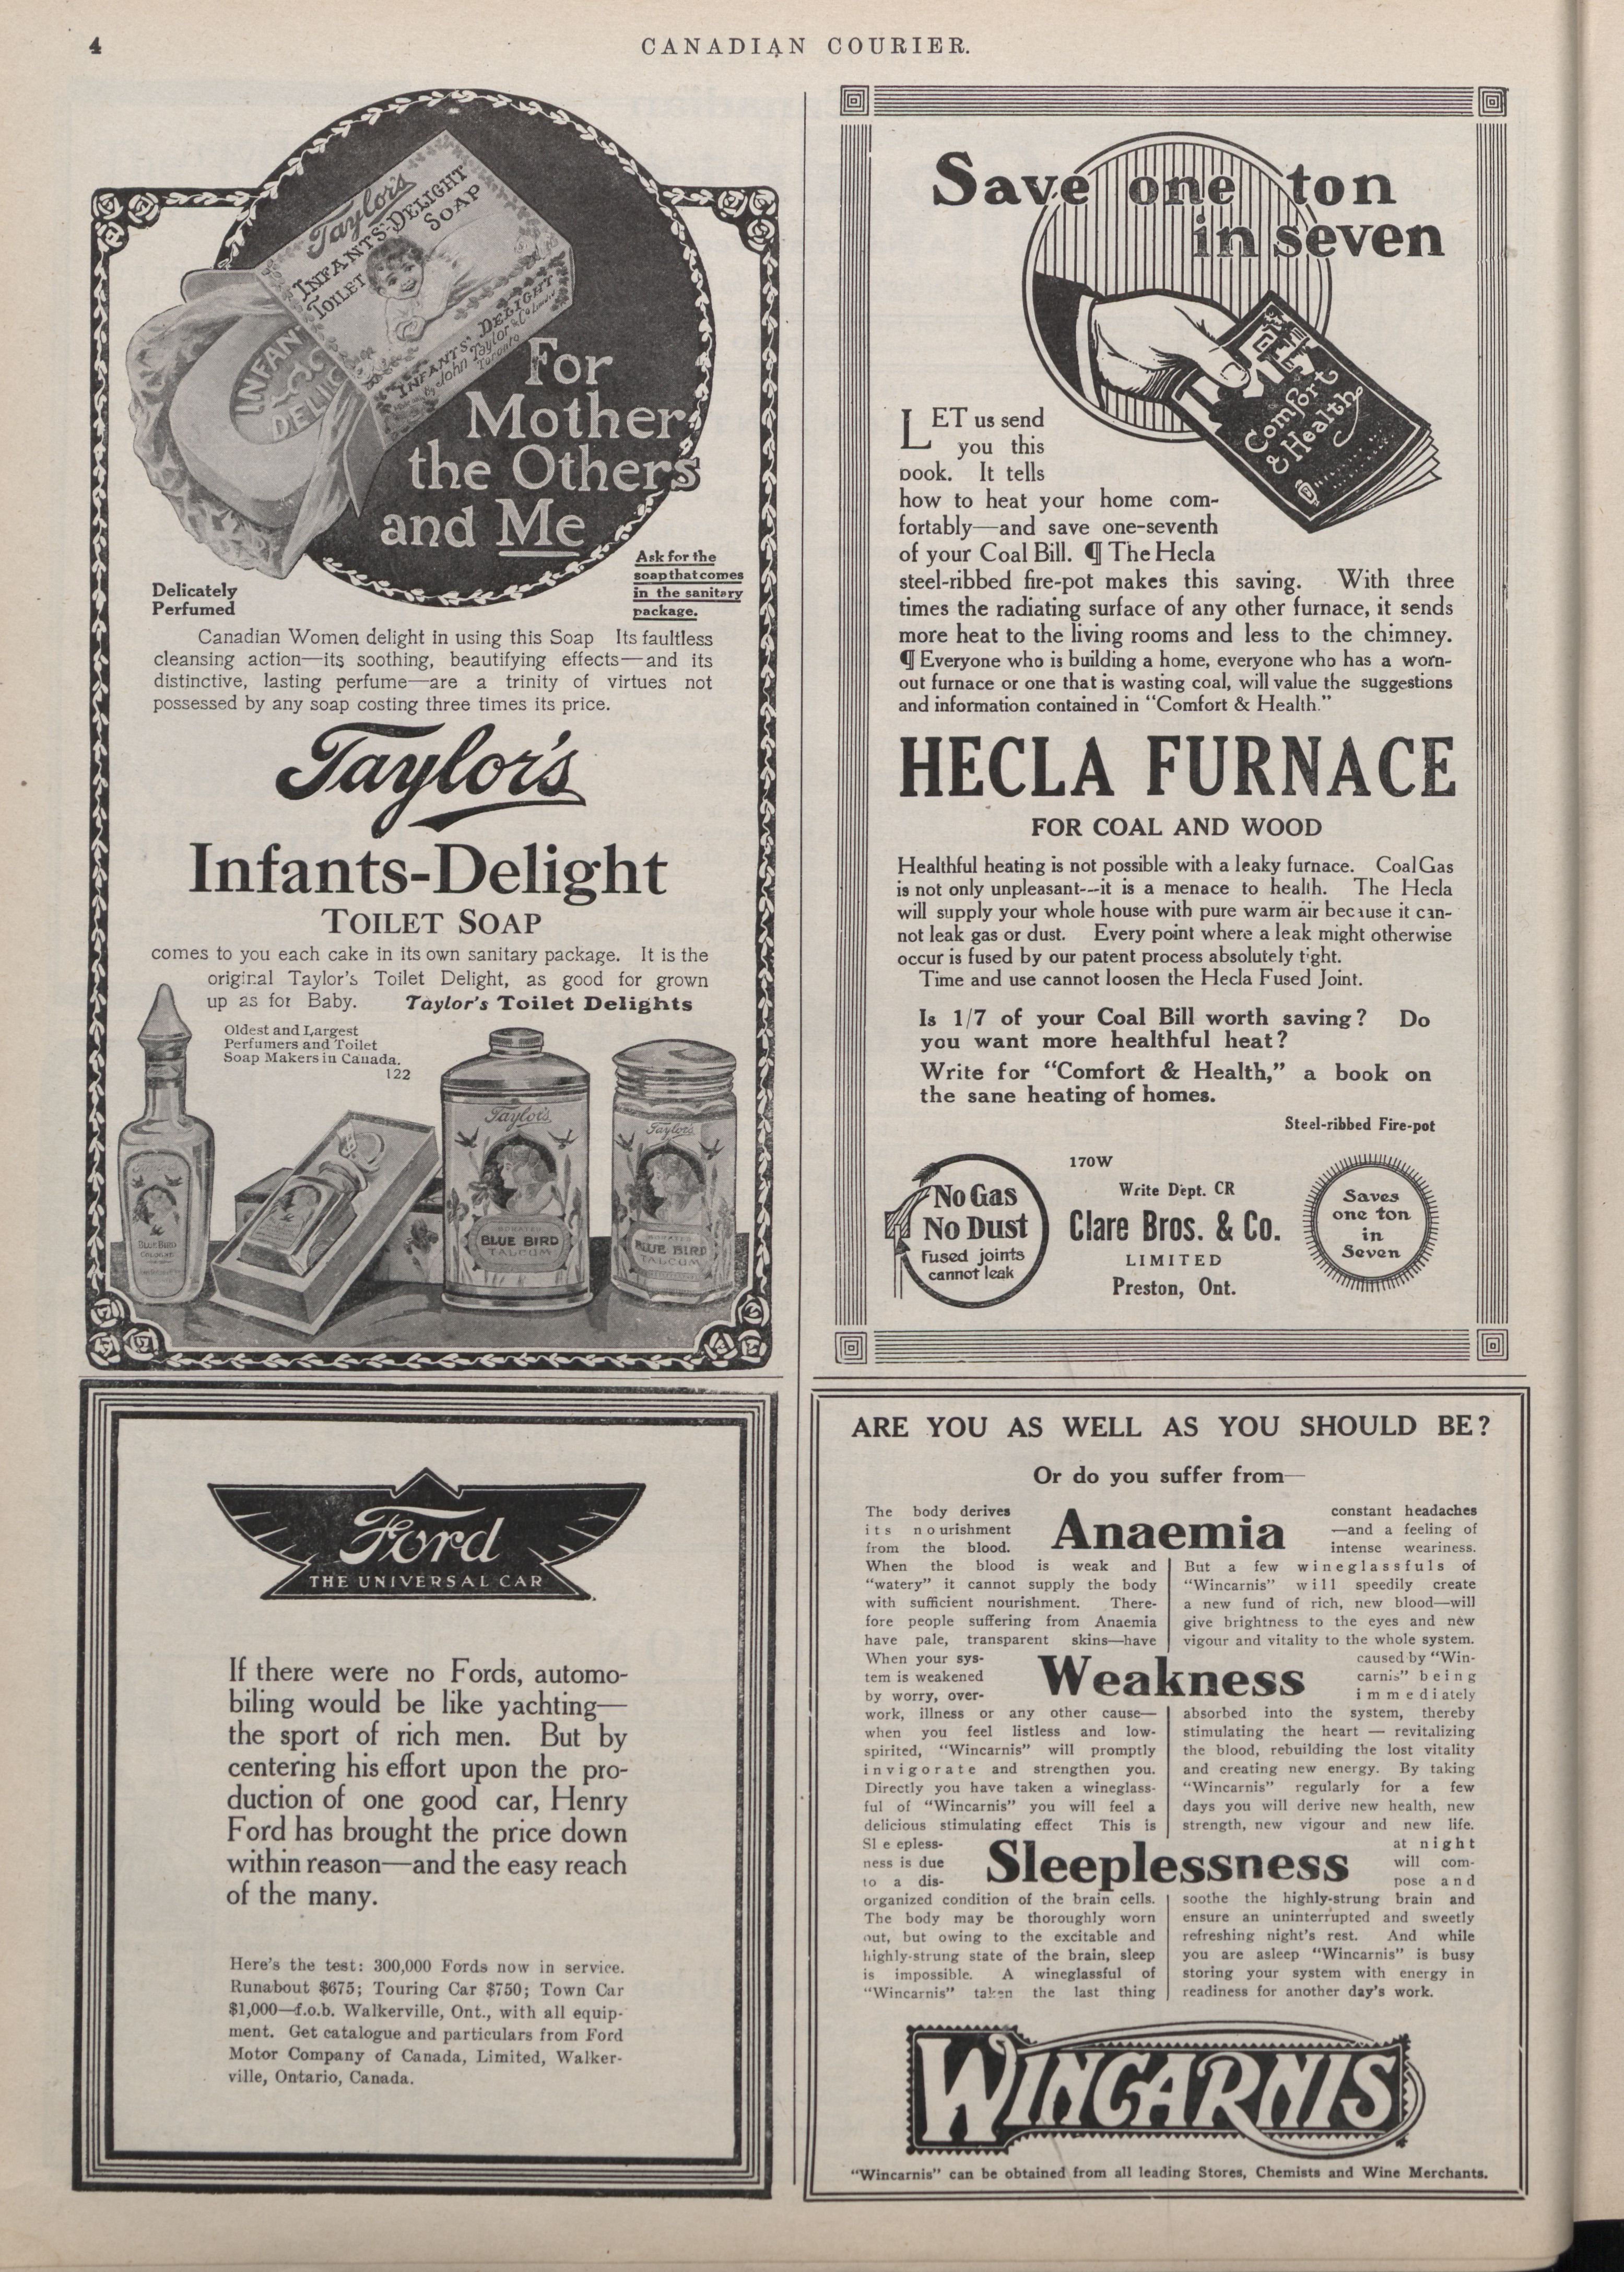 4
CANADIAN COURIER.
Taylor's
INFANTS-DELIGHT
TOILET SOAP
INFANTS' DELIGHT
John Taylor & Co Limited
Toronto
INFAN
DELIG
For
Mother
the Others
and Me
Delicately
Perfumed
Ask for the
soap that comes
in the sanitary
package.
Canadian Women delight in using this Soap Its faultless
cleansing action—its soothing, beautifying effects—and its
distinctive, lasting perfume—are a trinity of virtues not
possessed by any soap costing three times its price.
Taylor's
Infants-Delight
TOILET SOAP
comes to you each cake in its own sanitary package. It is the
original Taylor's Toilet Delight, as good for grown
up as for Baby. Taylor's Toilet Delights
Oldest and Largest
Perfumers and Toilet
Soap Makers in Canada.
122
BLUE BIRD
COLOGNE
Taylor's
BORATED
BLUE BIRD
TALCUM
Taylor's
BLUE BIRD
TALCUM
Save one ton
in seven
Comfort
& Health
LET us send
you this
book. It tells
how to heat your home com-
fortably—and save one-seventh
of your Coal Bill. ¶ The Hecla
steel-ribbed fire-pot makes this saving. With three
times the radiating surface of any other furnace, it sends
more heat to the living rooms and less to the chimney.
¶ Everyone who is building a home, everyone who has a worn-
out furnace or one that is wasting coal, will value the suggestions
and information contained in "Comfort & Health."
HECLA FURNACE
FOR COAL AND WOOD
Healthful heating is not possible with a leaky furnace. Coal Gas
is not only unpleasant--it is a menace to health. The Hecla
will supply your whole house with pure warm air because it can-
not leak gas or dust. Every point where a leak might otherwise
occur is fused by our patent process absolutely tight.
Time and use cannot loosen the Hecla Fused Joint.
Is 1/7 of your Coal Bill worth saving? Do
you want more healthful heat?
Write for "Comfort & Health," a book on
the sane heating of homes.
Steel-ribbed Fire-pot
No Gas
No Dust
Fused joints
cannot leak
170W
Write Dept. CR
Clare Bros. & Co.
LIMITED
Preston, Ont.
Saves
one ton
in
Seven
Ford
THE UNIVERSAL CAR
If there were no Fords, automo-
biling would be like yachting—
the sport of rich men. But by
centering his effort upon the pro-
duction of one good car, Henry
Ford has brought the price down
within reason—and the easy reach
of the many.
Here's the test: 300,000 Fords now in service.
Runabout $675; Touring Car $750; Town Car
$1,000—f.o.b. Walkerville, Ont., with all equip-
ment. Get catalogue and particulars from Ford
Motor Company of Canada, Limited, Walker-
ville, Ontario, Canada.
ARE YOU AS WELL AS YOU SHOULD BE?
Or do you suffer from—
Anaemia
The body derives
its nourishment
from the blood.
When the blood is weak and
"watery" it cannot supply the body
with sufficient nourishment. There-
fore people suffering from Anaemia
have pale, transparent skins—have
constant headaches
—and a feeling of
intense weariness.
But a few wineglassfuls of
"Wincarnis" will speedily create
a new fund of rich, new blood—will
give brightness to the eyes and new
vigour and vitality to the whole system.
Weakness
When your sys-
tem is weakened
by worry, over-
work, illness or any other cause—
when you feel listless and low-
spirited, "Wincarnis" will promptly
invigorate and strengthen you.
Directly you have taken a wineglass-
ful of "Wincarnis" you will feel a
delicious stimulating effect This is
caused by "Win-
carnis" being
immediately
absorbed into the system, thereby
stimulating the heart — revitalizing
the blood, rebuilding the lost vitality
and creating new energy. By taking
"Wincarnis" regularly for a few
days you will derive new health, new
strength, new vigour and new life.
Sleeplessness
Sleepless-
ness is due
to a dis-
organized condition of the brain cells.
The body may be thoroughly worn
out, but owing to the excitable and
highly-strung state of the brain, sleep
is impossible. A wineglassful of
"Wincarnis" taken the last thing
at night
will com-
pose and
soothe the highly-strung brain and
ensure an uninterrupted and sweetly
refreshing night's rest. And while
you are asleep "Wincarnis" is busy
storing your system with energy in
readiness for another day's work.
WINCARNIS
"Wincarnis" can be obtained from all leading Stores, Chemists and Wine Merchants.